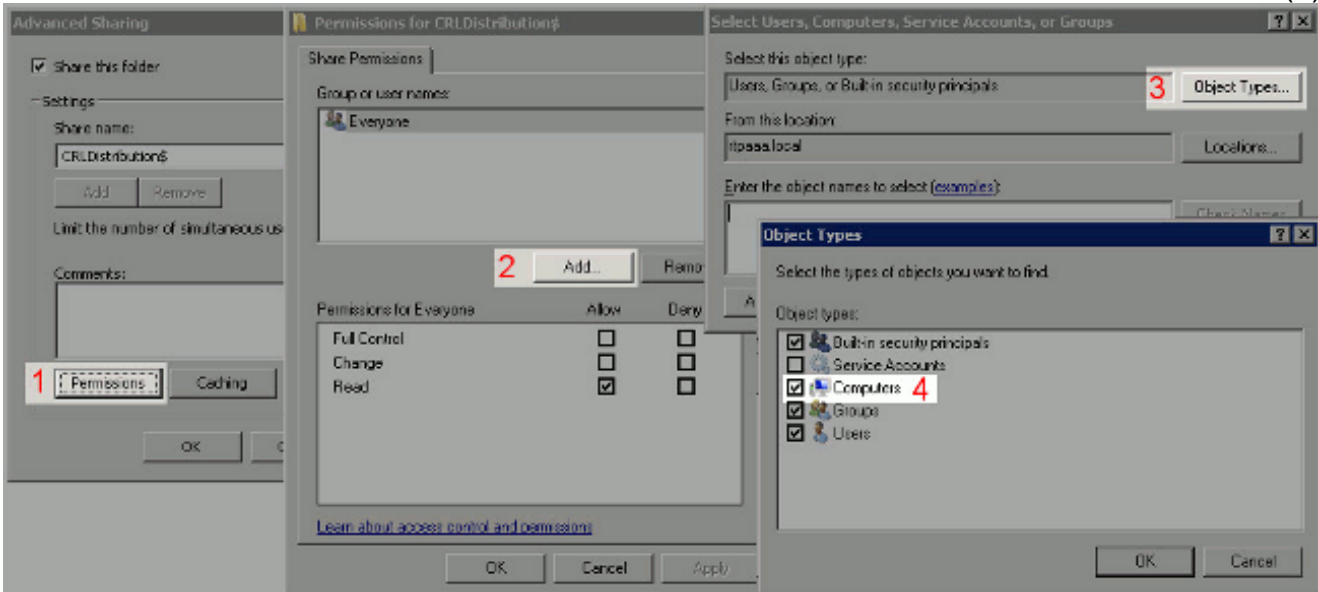 Advanced Sharing
Share this folder
Settings
Share name:
CRLDistribution$
Add Remove
Limit the number of simultaneous us
Comments:
1 Permissions Caching
OK
Permissions for CRLDistribution$
Share Permissions
Group or user names:
Everyone
2 Add... Remo
Permissions for Everyone Allow Deny
Full Control
Change
Read
Learn about access control and permissions
OK Cancel Apply
Select Users, Computers, Service Accounts, or Groups
Select this object type:
Users, Groups, or Built-in security principals 3 Object Types...
From this location:
rtpaaa.local Locations...
Enter the object names to select (examples):
Check Names
A
Object Types
Select the types of objects you want to find.
Object types:
Built-in security principals
Service Accounts
Computers 4
Groups
Users
OK Cancel